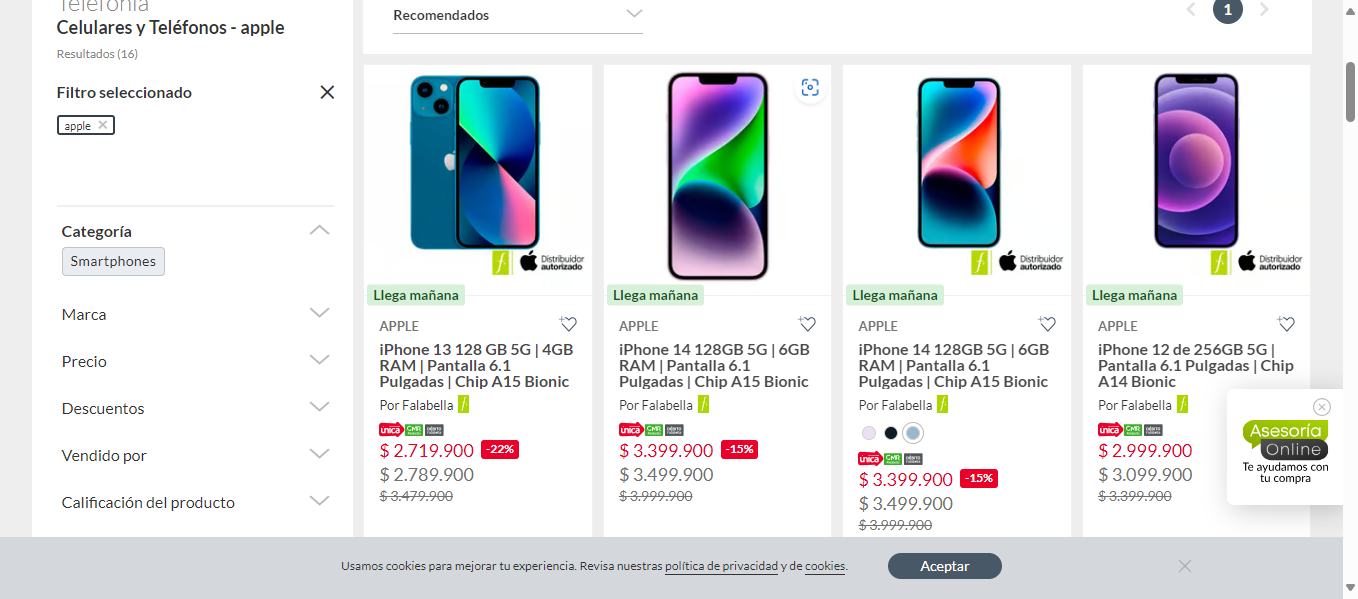 Telefonía
Celulares y Teléfonos - apple
Resultados (16)
Filtro seleccionado
apple
Categoría
Smartphones
Marca
Precio
Descuentos
Vendido por
Calificación del producto
Recomendados
1
Distribuidor
autorizado
Llega mañana
APPLE
iPhone 13 128 GB 5G | 4GB
RAM | Pantalla 6.1
Pulgadas | Chip A15 Bionic
Por Falabella
unica CMR
$ 2.719.900 -22%
$ 2.789.900
$ 3.479.900
Llega mañana
APPLE
iPhone 14 128GB 5G | 6GB
RAM | Pantalla 6.1
Pulgadas | Chip A15 Bionic
Por Falabella
unica CMR
$ 3.399.900 -15%
$ 3.499.900
$ 3.999.900
Distribuidor
autorizado
Llega mañana
APPLE
iPhone 14 128GB 5G | 6GB
RAM | Pantalla 6.1
Pulgadas | Chip A15 Bionic
Por Falabella
unica CMR
$ 3.399.900 -15%
$ 3.499.900
$ 3.999.900
Distribuidor
autorizado
Llega mañana
APPLE
iPhone 12 de 256GB 5G |
Pantalla 6.1 Pulgadas | Chip
A14 Bionic
Por Falabella
unica CMR
$ 2.999.900
$ 3.099.900
$ 3.399.900
Asesoría
Online
Te ayudamos con
tu compra
Usamos cookies para mejorar tu experiencia. Revisa nuestras política de privacidad y de cookies.
Aceptar